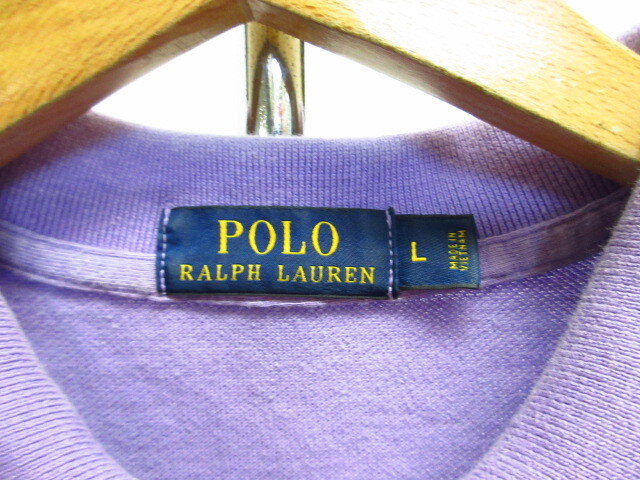 POLO
RALPH LAUREN
L
MADE IN
VIETNAM